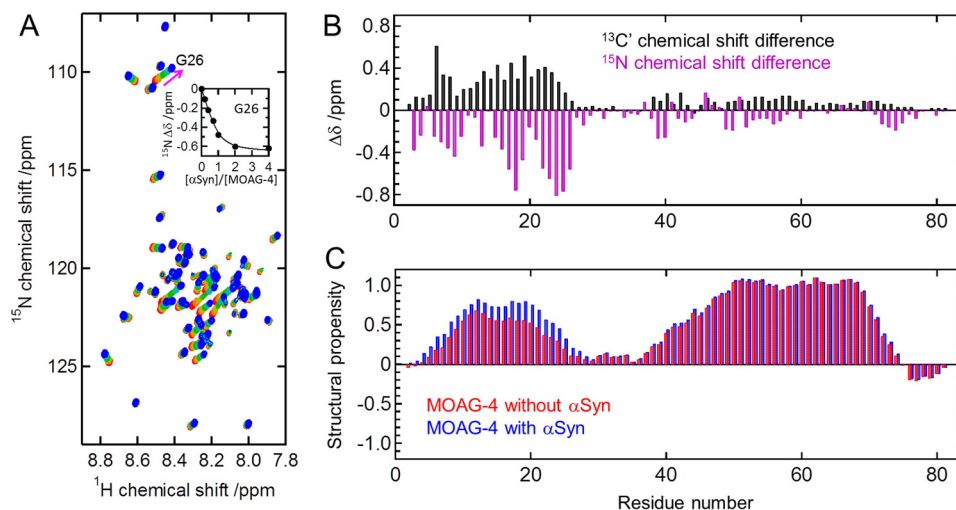 A
G26
110
115
120
125
¹⁵N chemical shift /ppm
8.8 8.4 8.2 8.0 7.8
¹H chemical shift /ppm
0
-0.2
-0.4
-0.6
¹⁵N Δδ /ppm
G26
0 1 2 3 4
[αSyn]/[MOAG-4]
B
¹³C' chemical shift difference
¹⁵N chemical shift difference
0.8
0.4
0
-0.4
-0.8
Δδ/ppm
0 20 40 60 80
C
1.0
0.5
0
-0.5
-1.0
Structural propensity
MOAG-4 without αSyn
MOAG-4 with αSyn
0 20 40 60 80
Residue number